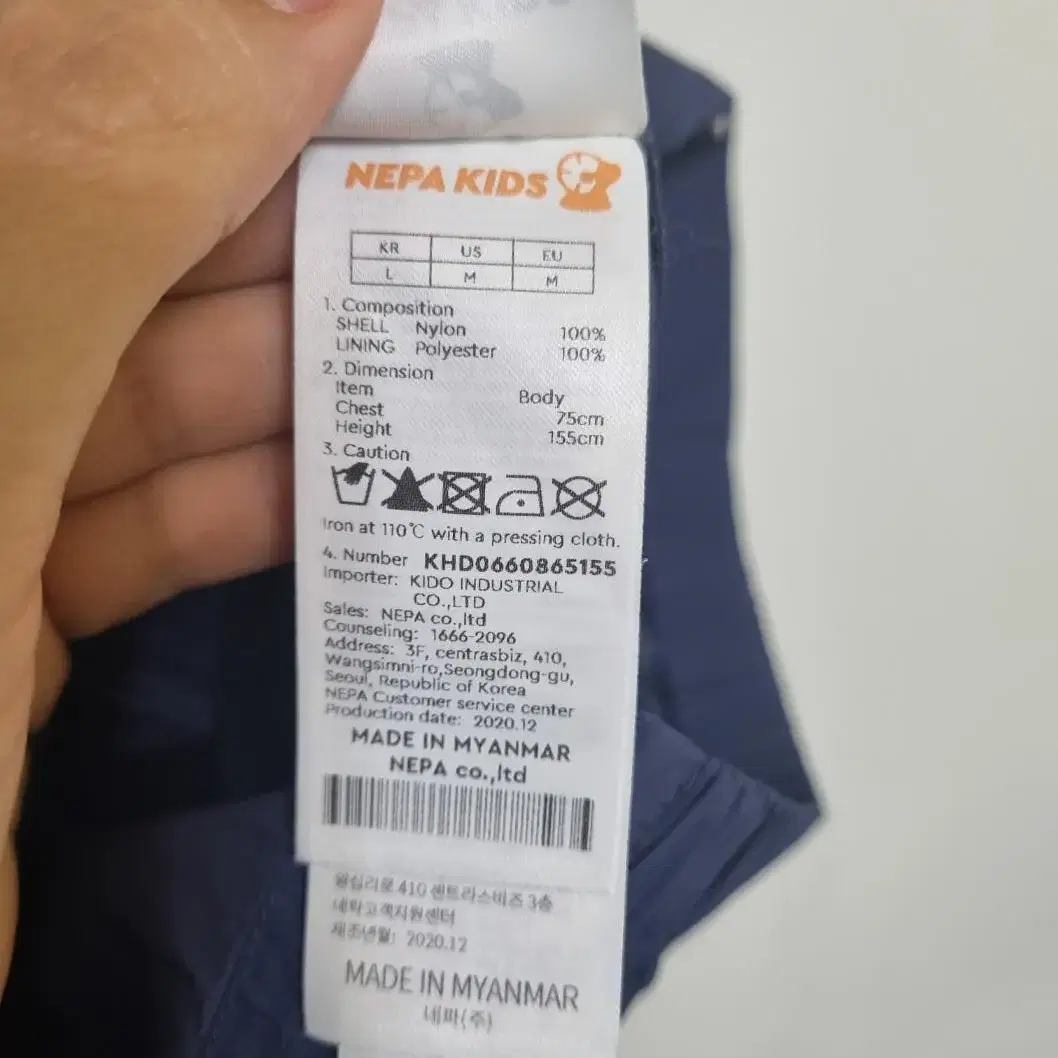 NEPA KIDS
KR US EU
L M M
1. Composition
SHELL Nylon 100%
LINING Polyester 100%
2. Dimension
Item Body
Chest 75cm
Height 155cm
3. Caution
Iron at 110℃ with a pressing cloth.
4. Number KHD0660865155
Importer: KIDO INDUSTRIAL
CO.,LTD
Sales: NEPA co.,ltd
Counseling: 1666-2096
Address: 3F, centrasbiz, 410,
Wangsimni-ro,Seongdong-gu,
Seoul, Republic of Korea
NEPA Customer service center
Production date: 2020.12
MADE IN MYANMAR
NEPA co.,ltd
왕십리로 410 센트라스비즈 3층
네파고객지원센터
제조년월: 2020.12
MADE IN MYANMAR
네파(주)